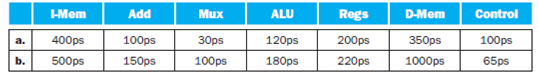 I-Mem Add Mux ALU Regs D-Mem Control
a. 400ps 100ps 30ps 120ps 200ps 350ps 100ps
b. 500ps 150ps 100ps 180ps 220ps 1000ps 65ps